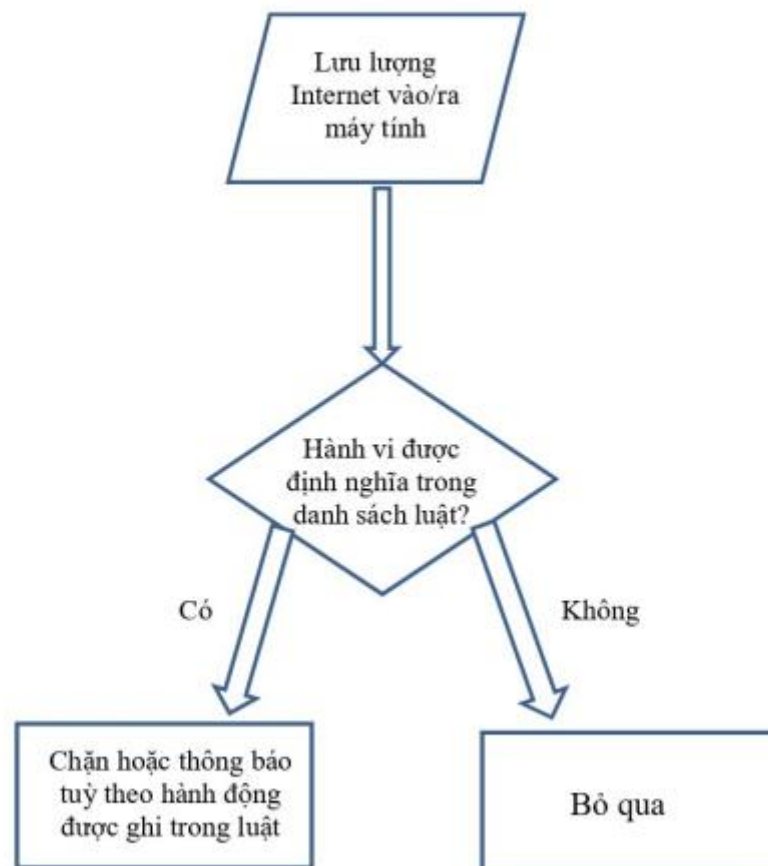 Lưu lượng
Internet vào/ra
máy tính
Hành vi được
định nghĩa trong
danh sách luật?
Có
Không
Chặn hoặc thông báo
tuỳ theo hành động
được ghi trong luật
Bỏ qua